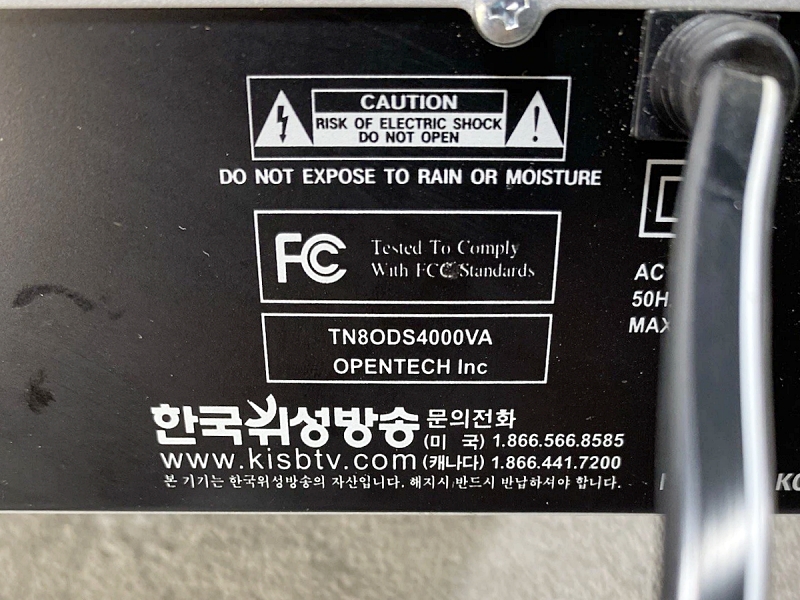 CAUTION
RISK OF ELECTRIC SHOCK
DO NOT OPEN
DO NOT EXPOSE TO RAIN OR MOISTURE
FC Tested To Comply
With FCC Standards
TN8ODS4000VA
OPENTECH Inc
AC
50H
MAX
한국위성방송 문의전화
(미 국) 1.866.566.8585
www.kisbtv.com (캐나다) 1.866.441.7200
본 기기는 한국위성방송의 자산입니다. 해지시 반드시 반납하셔야 합니다.
KO